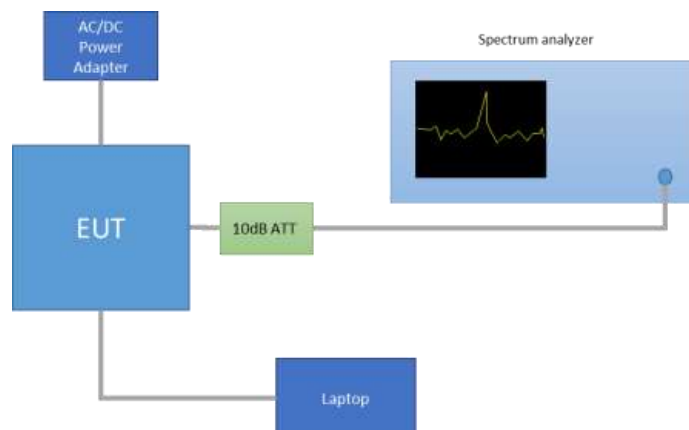 AC/DC
Power
Adapter
Spectrum analyzer
EUT
10dB ATT
Laptop